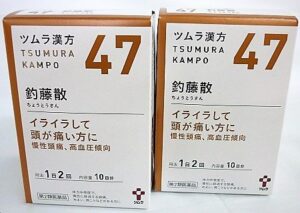 ツムラ漢方
TSUMURA
KAMPO
47
釣藤散
ちょうとうさん
イライラして
頭が痛い方に
慢性頭痛、高血圧傾向
用法1日2回 内容量10日分
第2類医薬品
ツムラ漢方
TSUMURA
KAMPO
47
釣藤散
ちょうとうさん
イライラして
頭が痛い方に
慢性頭痛、高血圧傾向
用法1日2回 内容量10日分
第2類医薬品